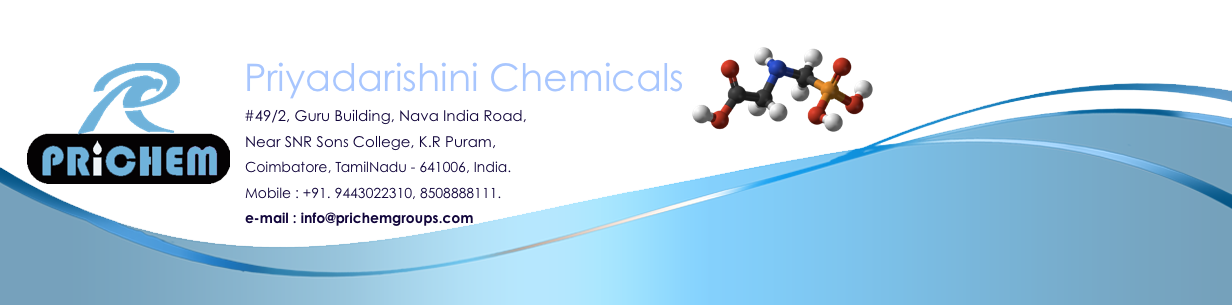 Priyadarishini Chemicals
#49/2, Guru Building, Nava India Road,
Near SNR Sons College, K.R Puram,
Coimbatore, TamilNadu - 641006, India.
Mobile : +91. 9443022310, 8508888111.
e-mail : info@prichemgroups.com
PRiCHEM